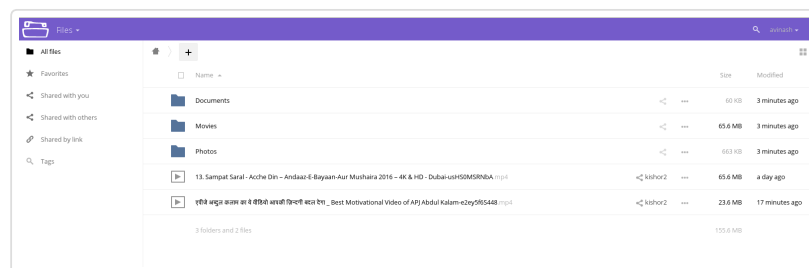 Files
avinash
All files
Name Size Modified
Favorites
Documents 60 KB 3 minutes ago
Shared with you
Movies 65.6 MB 3 minutes ago
Shared with others
Photos 663 KB 3 minutes ago
Shared by link
13. Sampat Saral - Acche Din – Andaaz-E-Bayaan-Aur Mushaira 2016 – 4K & HD - Dubai-usHS0MSRNbA.mp4 kishor2 65.6 MB a day ago
Tags
एपीजे अब्दुल कलाम का ये वीडियो आपकी ज़िन्दगी बदल देगा _ Best Motivational Video of APJ Abdul Kalam-e2ey5f6S448.mp4 kishor2 23.6 MB 17 minutes ago
3 folders and 2 files 155.6 MB